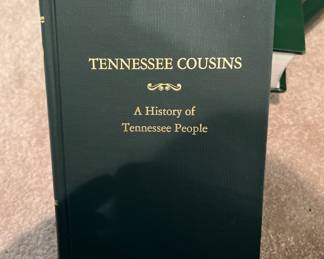 TENNESSEE COUSINS
A History of
Tennessee People